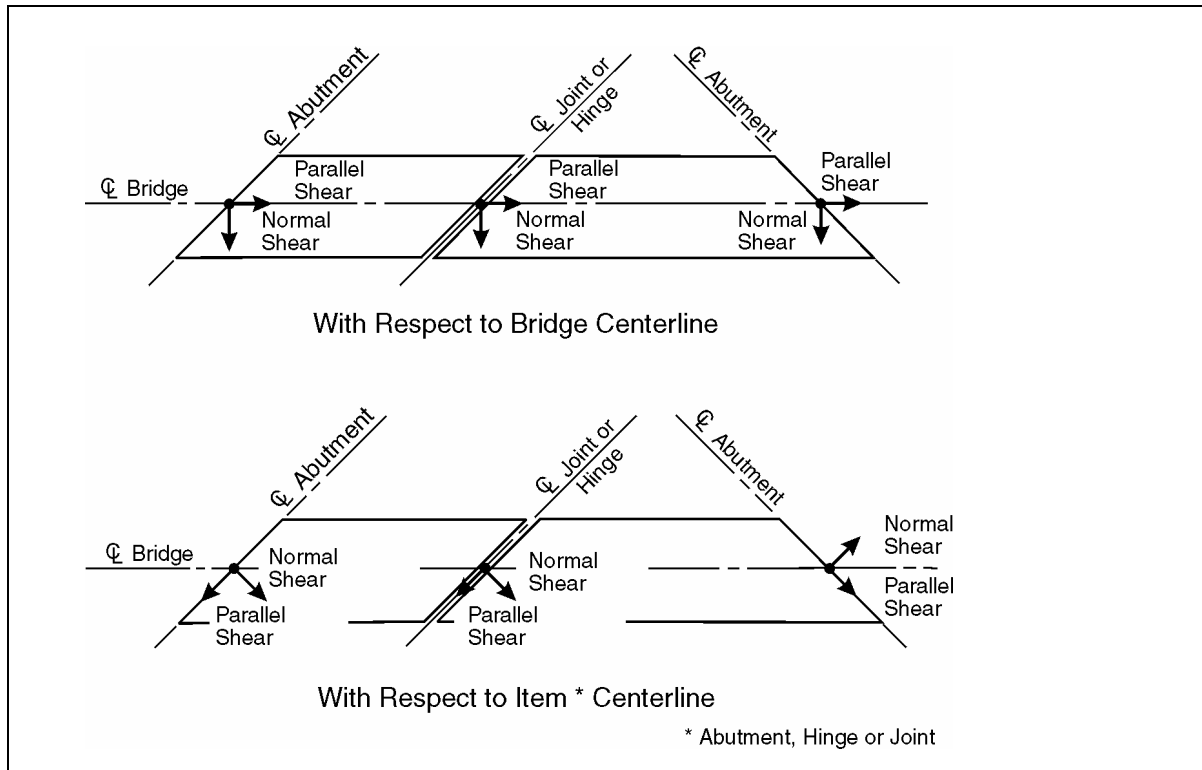 ℄ Abutment
℄ Joint or
Hinge
℄ Abutment
℄ Bridge
Parallel
Shear
Normal
Shear
Parallel
Shear
Normal
Shear
Parallel
Shear
Normal
Shear
With Respect to Bridge Centerline
℄ Abutment
℄ Joint or
Hinge
℄ Abutment
℄ Bridge
Normal
Shear
Parallel
Shear
Normal
Shear
Parallel
Shear
Normal
Shear
Parallel
Shear
With Respect to Item * Centerline
* Abutment, Hinge or Joint